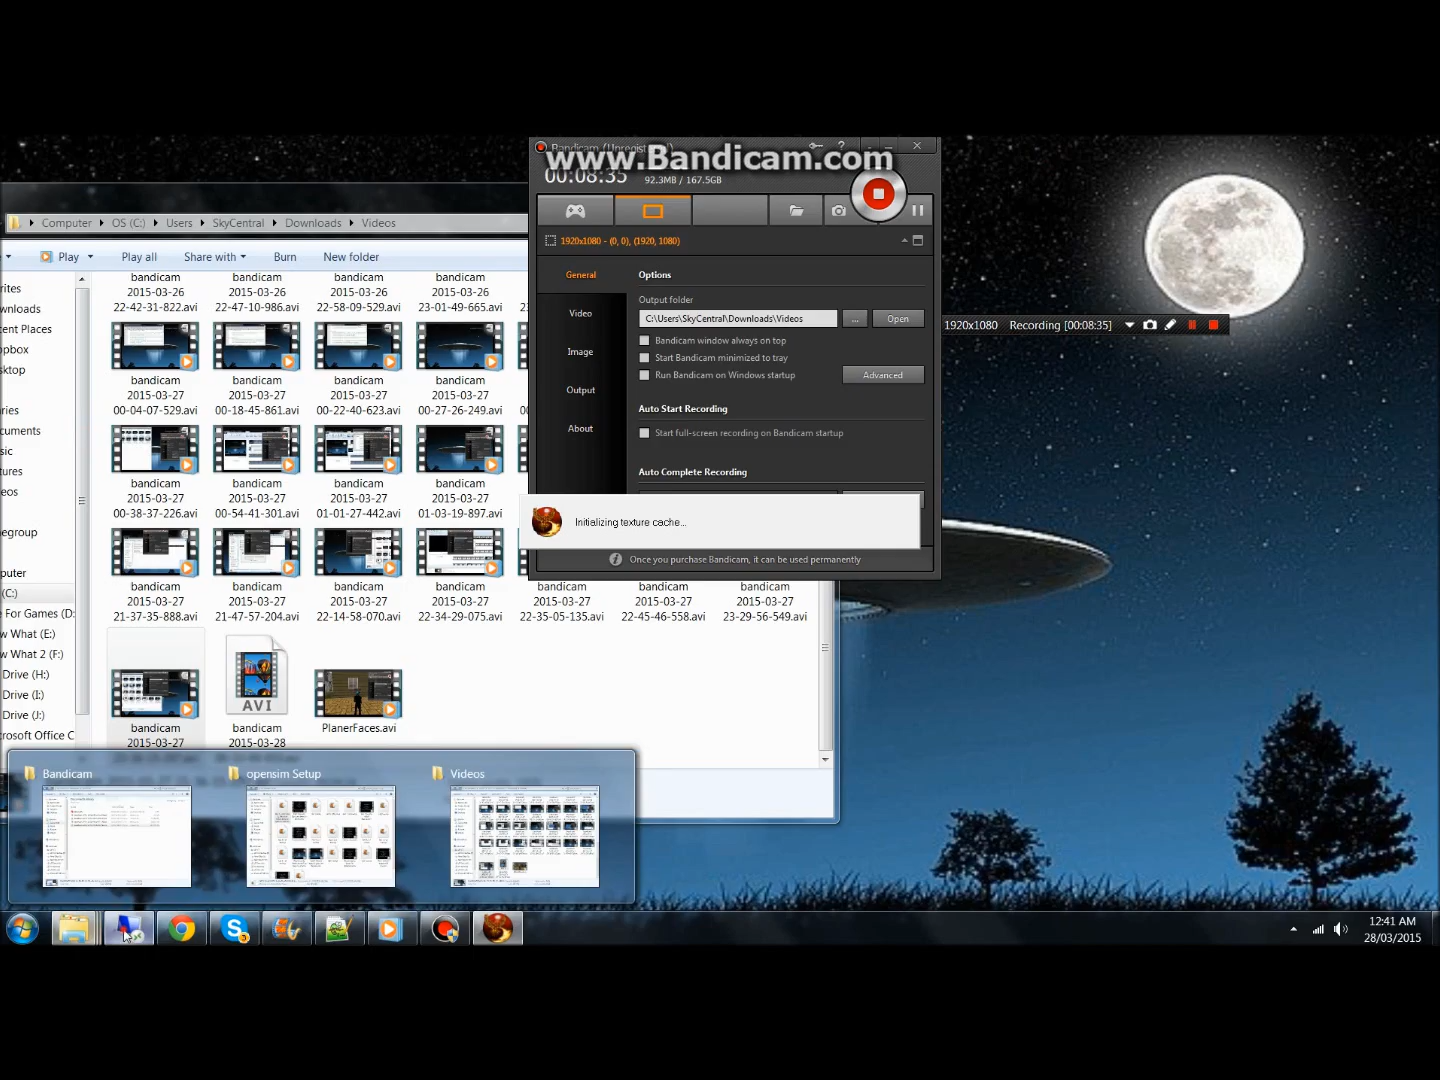 www.Bandicam.com
00:08:35
92.3MB / 167.5GB
Computer
OS (C:)
Users
SkyCentral
Downloads
Videos
1920x1080 - (0, 0), (1920, 1080)
Play
Play all
Share with
Burn
New folder
General
Video
Image
Output
About
Options
Output folder
C:\Users\SkyCentral\Downloads\Videos
...
Open
Bandicam window always on top
Start Bandicam minimized to tray
Run Bandicam on Windows startup
Advanced
Auto Start Recording
Start full-screen recording on Bandicam startup
Auto Complete Recording
Initializing texture cache...
Once you purchase Bandicam, it can be used permanently
1920x1080
Recording [00:08:35]
rites
wnloads
ent Places
pbox
sktop
ries
cuments
sic
tures
eos
megroup
puter
(C:)
e For Games (D:
w What (E:)
w What 2 (F:)
Drive (H:)
Drive (I:)
Drive (J:)
rosoft Office C
bandicam
2015-03-26
22-42-31-822.avi
bandicam
2015-03-26
22-47-10-986.avi
bandicam
2015-03-26
22-58-09-529.avi
bandicam
2015-03-26
23-01-49-665.avi
bandicam
2015-03-27
00-04-07-529.avi
bandicam
2015-03-27
00-18-45-861.avi
bandicam
2015-03-27
00-22-40-623.avi
bandicam
2015-03-27
00-27-26-249.avi
bandicam
2015-03-27
00-38-37-226.avi
bandicam
2015-03-27
00-54-41-301.avi
bandicam
2015-03-27
01-01-27-442.avi
bandicam
2015-03-27
01-03-19-897.avi
bandicam
2015-03-27
21-37-35-888.avi
bandicam
2015-03-27
21-47-57-204.avi
bandicam
2015-03-27
22-14-58-070.avi
bandicam
2015-03-27
22-34-29-075.avi
bandicam
2015-03-27
22-35-05-135.avi
bandicam
2015-03-27
22-45-46-558.avi
bandicam
2015-03-27
23-29-56-549.avi
bandicam
2015-03-27
AVI
bandicam
2015-03-28
PlanerFaces.avi
Bandicam
opensim Setup
Videos
12:41 AM
28/03/2015